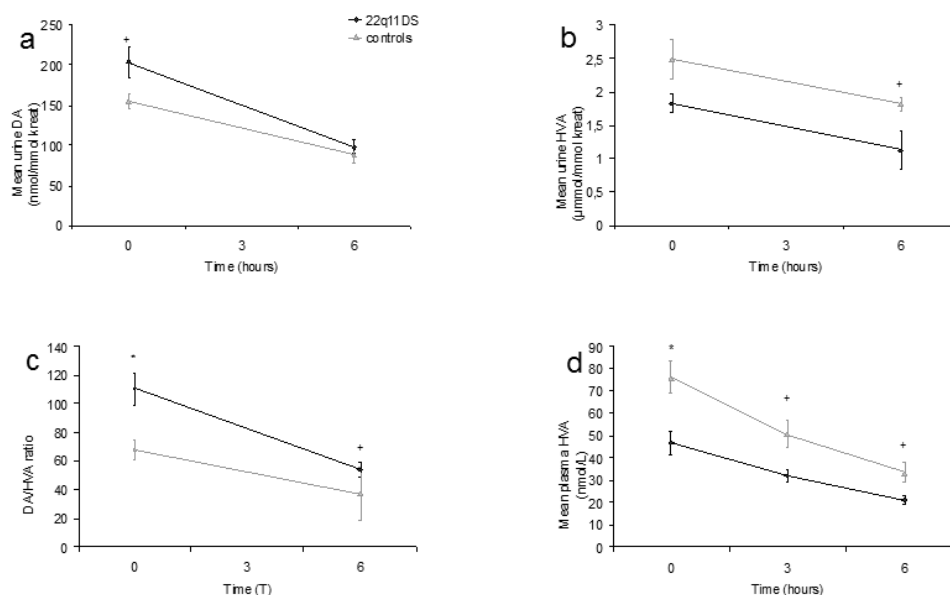 a
22q11DS
controls
+
250
200
150
100
50
0
Mean urine DA
(nmol/mmol kreat)
0 3 6
Time (hours)
b
+
3
2,5
2
1,5
1
0,5
0
Mean urine HVA
(µmmol/mmol kreat)
0 3 6
Time (hours)
c
*
+
140
120
100
80
60
40
20
0
DA/HVA ratio
0 3 6
Time (T)
d
*
+
+
90
80
70
60
50
40
30
20
10
0
Mean plasma HVA
(nmol/L)
0 3 6
Time (hours)